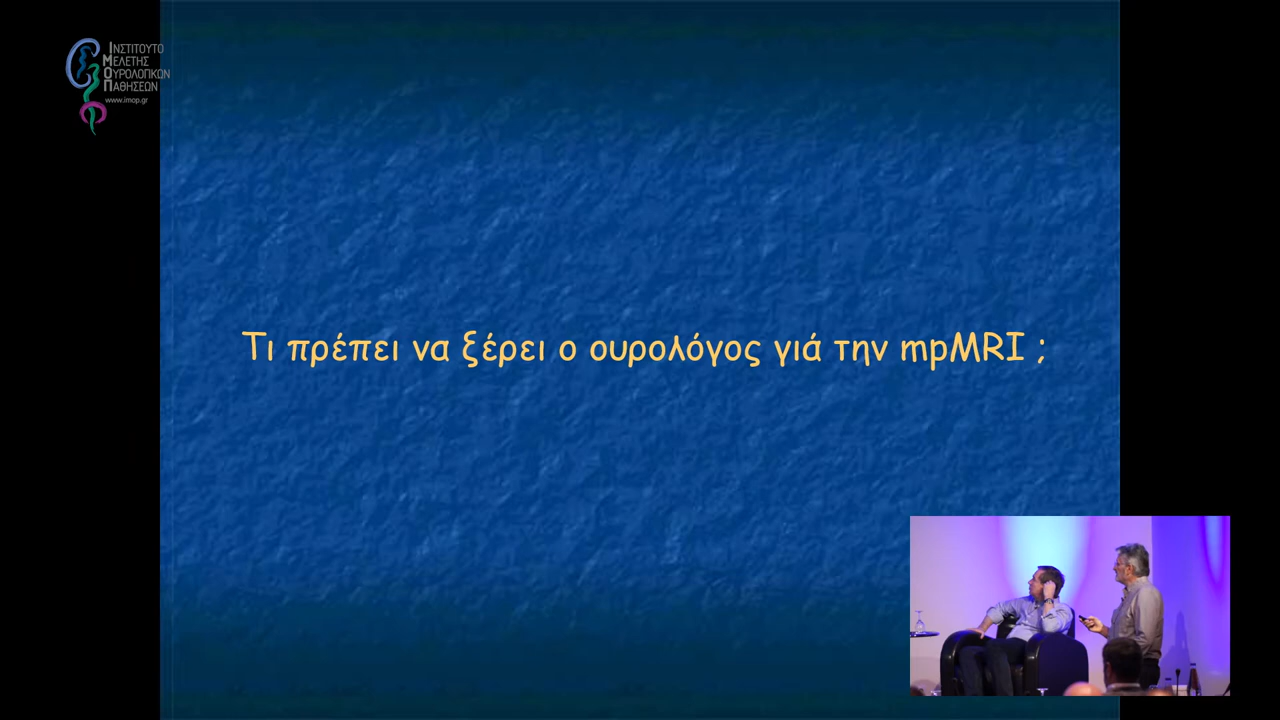 ΙΝΣΤΙΤΟΥΤΟ
ΜΕΛΕΤΗΣ
ΟΥΡΟΛΟΓΙΚΩΝ
ΠΑΘΗΣΕΩΝ
www.imop.gr
Τι πρέπει να ξέρει ο ουρολόγος γιά την mpMRI ;